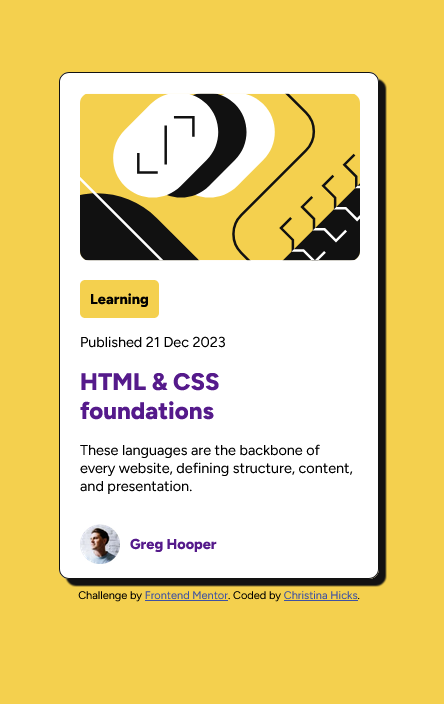 Learning
Published 21 Dec 2023
HTML & CSS
foundations
These languages are the backbone of
every website, defining structure, content,
and presentation.
Greg Hooper
Challenge by Frontend Mentor. Coded by Christina Hicks.